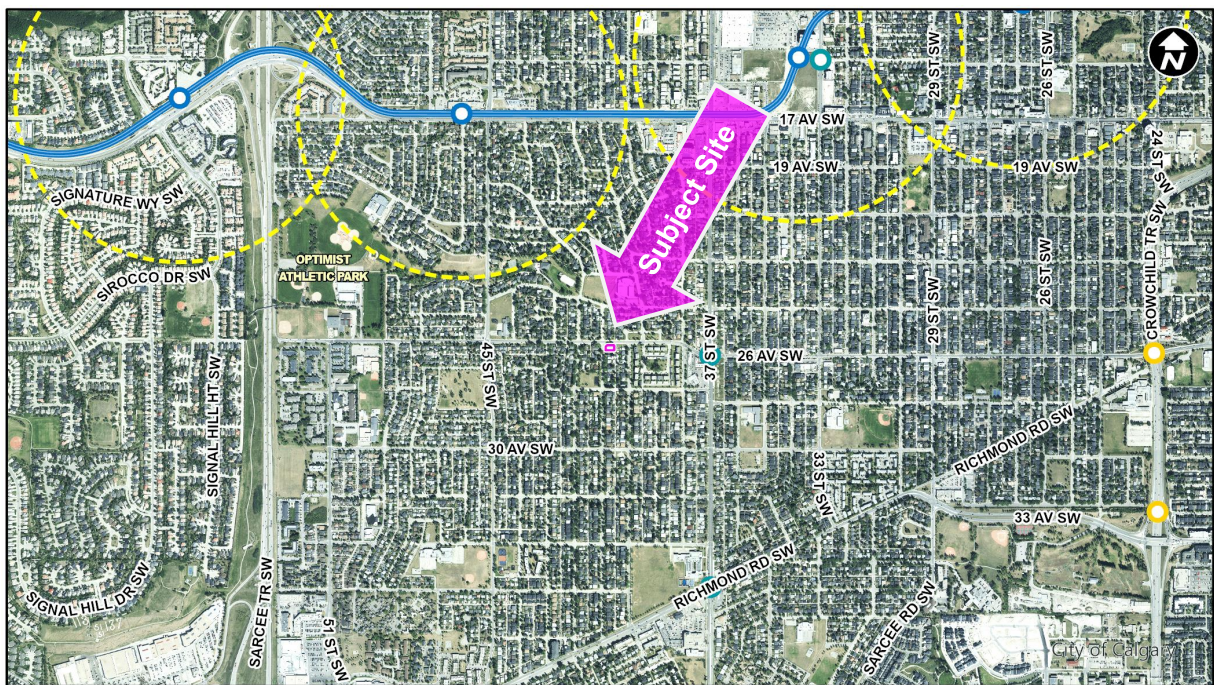 N
29 ST SW
26 ST SW
17 AV SW
24 ST SW
Subject Site
19 AV SW
19 AV SW
SIGNATURE WY SW
OPTIMIST
ATHLETIC PARK
SIROCCO DR SW
26 ST SW
29 ST SW
CROWCHILD TR SW
45 ST SW
37 ST SW
26 AV SW
SIGNAL HILL HT SW
30 AV SW
RICHMOND RD SW
33 ST SW
33 AV SW
RICHMOND RD SW
SIGNAL HILL DR SW
SARCEE TR SW
51 ST SW
SARCEE RD SW
City of Calgary